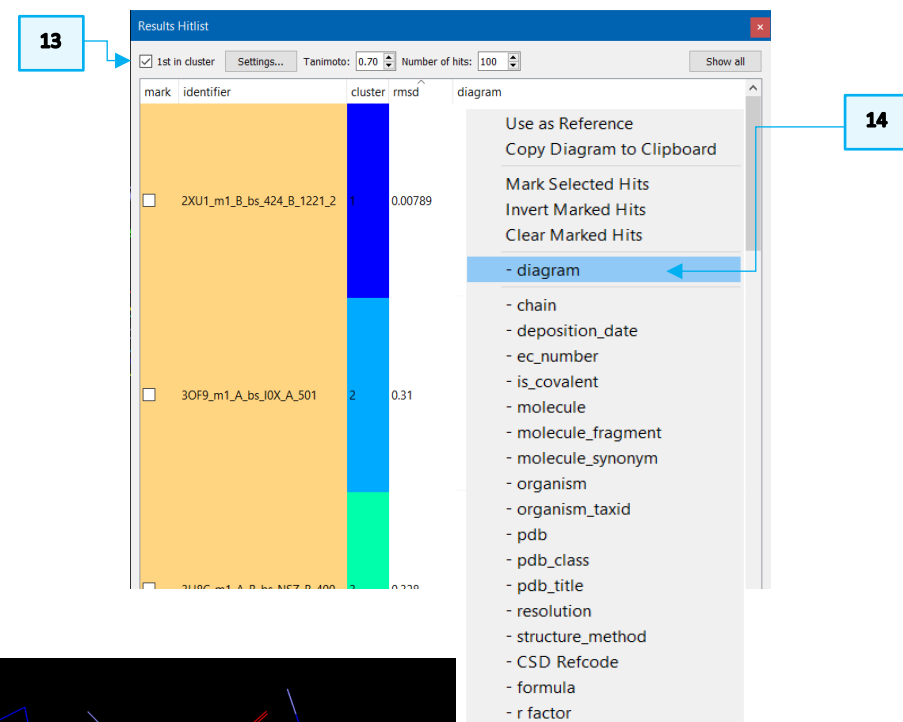 13
Results Hitlist
1st in cluster Settings... Tanimoto: 0.70 Number of hits: 100 Show all
mark identifier cluster rmsd diagram
14
Use as Reference
Copy Diagram to Clipboard
Mark Selected Hits
2XU1_m1_B_bs_424_B_1221_2 1 0.00789
Invert Marked Hits
Clear Marked Hits
- diagram
- chain
- deposition_date
- ec_number
- is_covalent
3OF9_m1_A_bs_I0X_A_501 2 0.31
- molecule
- molecule_fragment
- molecule_synonym
- organism
- organism_taxid
- pdb
- pdb_class
- pdb_title
- resolution
- structure_method
- CSD Refcode
- formula
- r factor